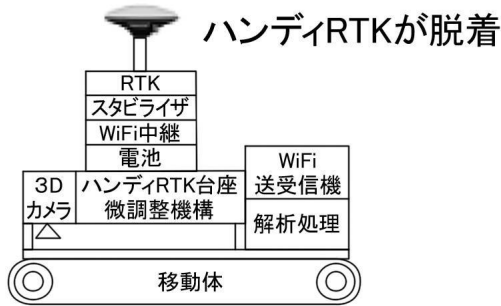 ハンディRTKが脱着
RTK
スタビライザ
WiFi中継
電池
3D
カメラ
ハンディRTK台座
微調整機構
WiFi
送受信機
解析処理
移動体